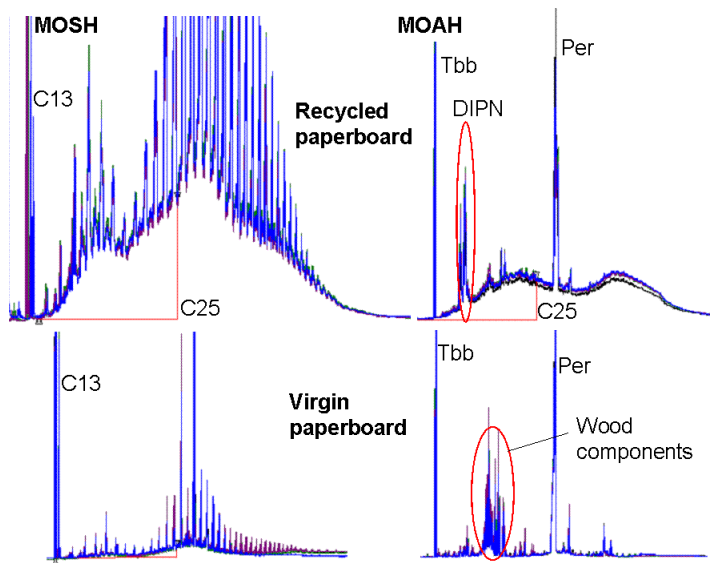 MOSH
MOAH
Tbb
Per
C13
DIPN
Recycled
paperboard
C25
C25
C13
Tbb
Per
Virgin
paperboard
Wood
components